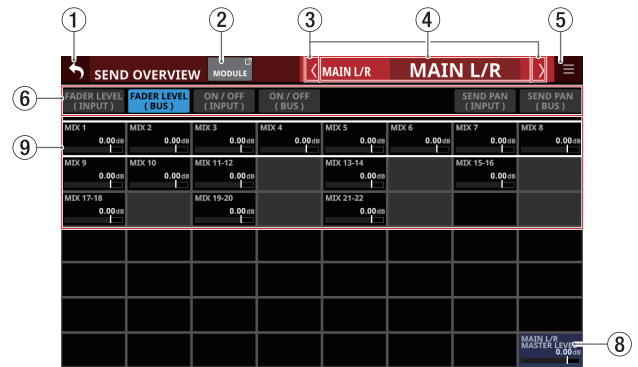 ① ② ③ ④ ⑤
SEND OVERVIEW MODULE MAIN L/R MAIN L/R
⑥
FADER LEVEL (INPUT) FADER LEVEL (BUS) ON / OFF (INPUT) ON / OFF (BUS) SEND PAN (INPUT) SEND PAN (BUS)
⑨
MIX 1 MIX 2 MIX 3 MIX 4 MIX 5 MIX 6 MIX 7 MIX 8
0.00dB 0.00dB 0.00dB 0.00dB 0.00dB 0.00dB 0.00dB 0.00dB
MIX 9 MIX 10 MIX 11-12 MIX 13-14 MIX 15-16
0.00dB 0.00dB 0.00dB 0.00dB 0.00dB
MIX 17-18 MIX 19-20 MIX 21-22
0.00dB 0.00dB 0.00dB
MAIN L/R
MASTER LEVEL
0.00dB
⑧